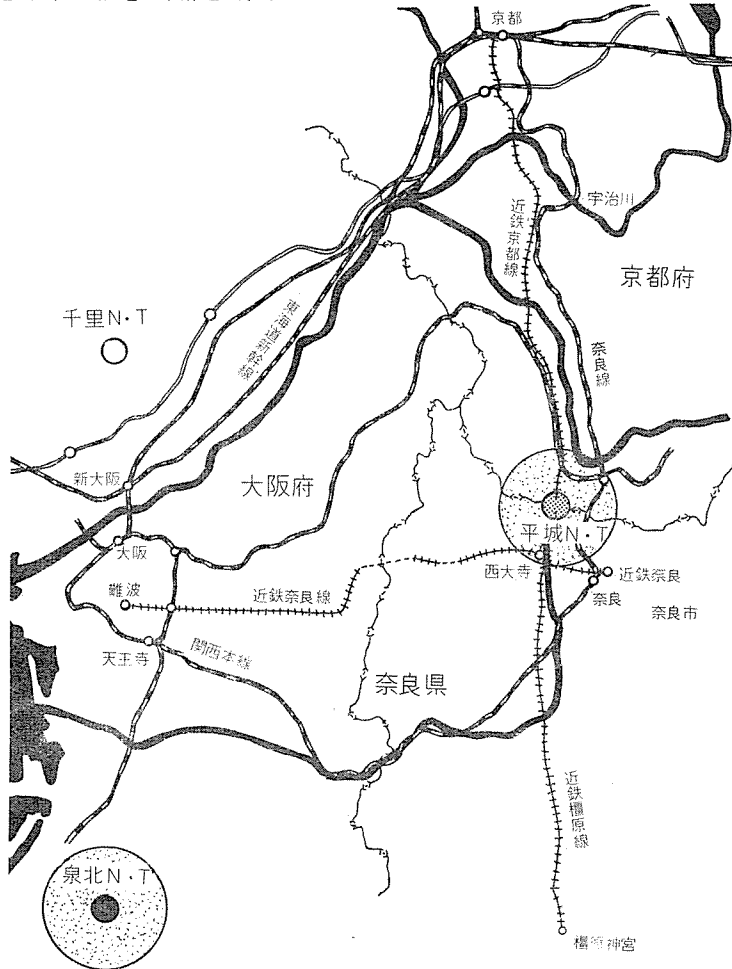 京都
宇治川
近鉄京都線
京都府
千里N・T
東海道新幹線
奈良線
新大阪
大阪府
平城N・T
大阪
西大寺
難波
近鉄奈良線
近鉄奈良
奈良
奈良市
天王寺
関西本線
奈良県
近鉄橿原線
泉北N・T
橿原神宮